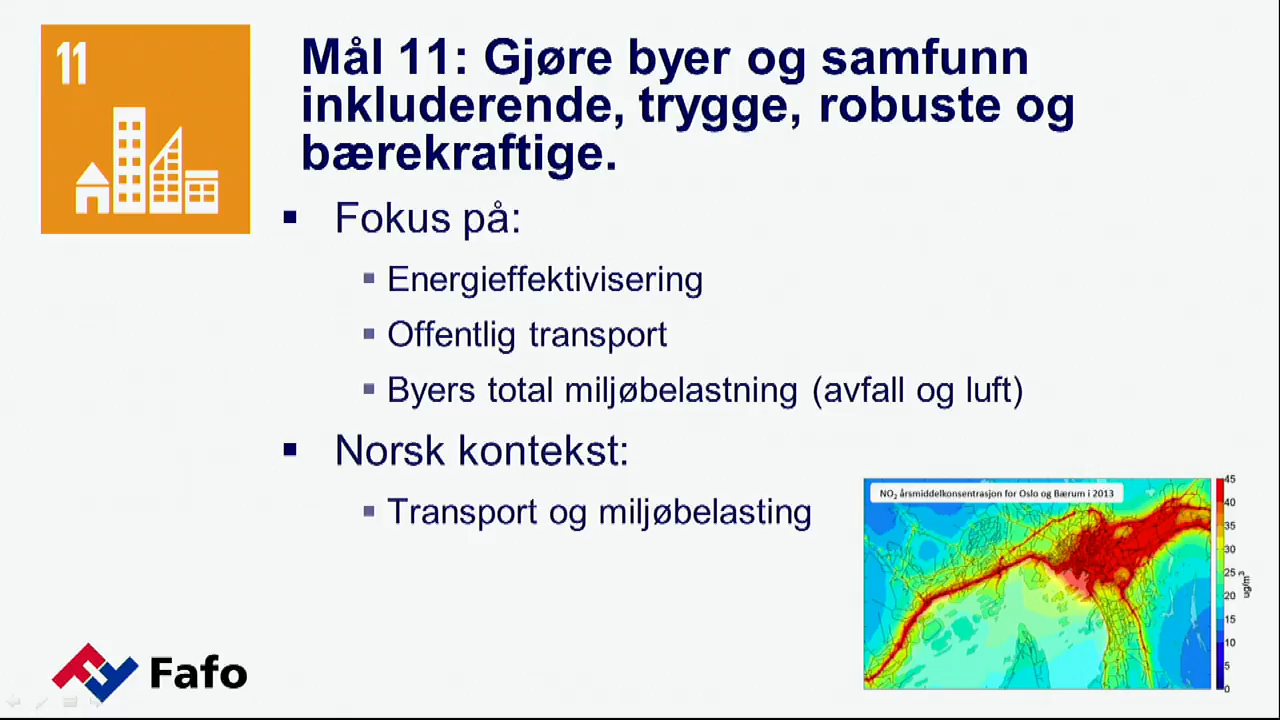 11
Mål 11: Gjøre byer og samfunn
inkluderende, trygge, robuste og
bærekraftige.
Fokus på:
Energieffektivisering
Offentlig transport
Byers total miljøbelastning (avfall og luft)
Norsk kontekst:
Transport og miljøbelasting
NO₂ årsmiddelkonsentrasjon for Oslo og Bærum i 2013
45
40
35
30
25
20
15
10
5
0
ug/m³
Fafo